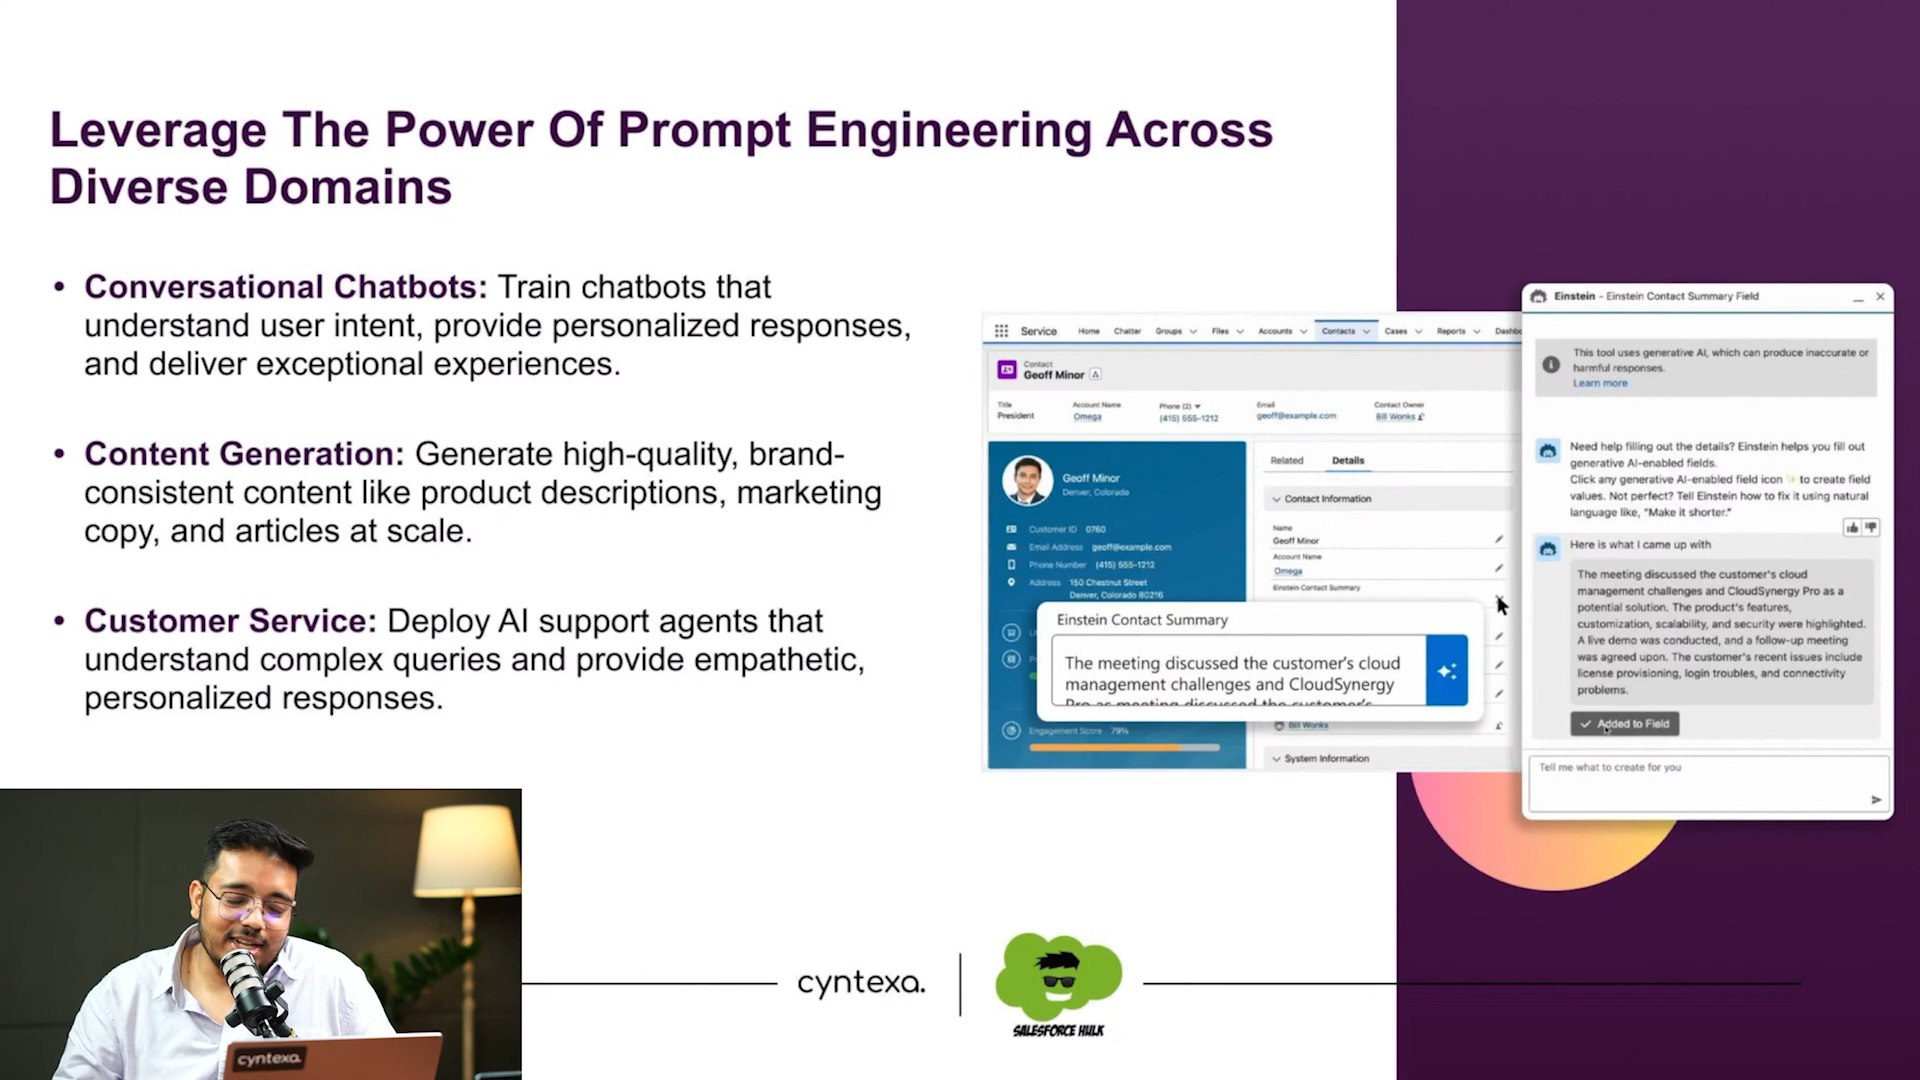 Leverage The Power Of Prompt Engineering Across
Diverse Domains
• Conversational Chatbots: Train chatbots that
understand user intent, provide personalized responses,
and deliver exceptional experiences.
• Content Generation: Generate high-quality, brand-
consistent content like product descriptions, marketing
copy, and articles at scale.
• Customer Service: Deploy AI support agents that
understand complex queries and provide empathetic,
personalized responses.
Service Home Chatter Groups Files Accounts Contacts Cases Reports
Contact
Geoff Minor
Title Account Name Phone (2) Email Contact Owner
President Omega (415) 555-1212 geoff@example.com Bill Wonks
Geoff Minor
Denver, Colorado
Customer ID 0760
Email Address geoff@example.com
Phone Number (415) 555-1212
Address 150 Chestnut Street
Denver, Colorado 80216
Engagement Score 79%
Related Details
Contact Information
Name
Geoff Minor
Account Name
Omega
Einstein Contact Summary
Einstein Contact Summary
The meeting discussed the customer's cloud
management challenges and CloudSynergy
Pro as meeting discussed the customer's
Bill Wonks
System Information
Einstein - Einstein Contact Summary Field
This tool uses generative AI, which can produce inaccurate or
harmful responses.
Learn more
Need help filling out the details? Einstein helps you fill out
generative AI-enabled fields.
Click any generative AI-enabled field icon to create field
values. Not perfect? Tell Einstein how to fix it using natural
language like, "Make it shorter."
Here is what I came up with
The meeting discussed the customer's cloud
management challenges and CloudSynergy Pro as a
potential solution. The product's features,
customization, scalability, and security were highlighted.
A live demo was conducted, and a follow-up meeting
was agreed upon. The customer's recent issues include
license provisioning, login troubles, and connectivity
problems.
Added to Field
Tell me what to create for you
cyntexa.
cyntexa.
SALESFORCE HULK